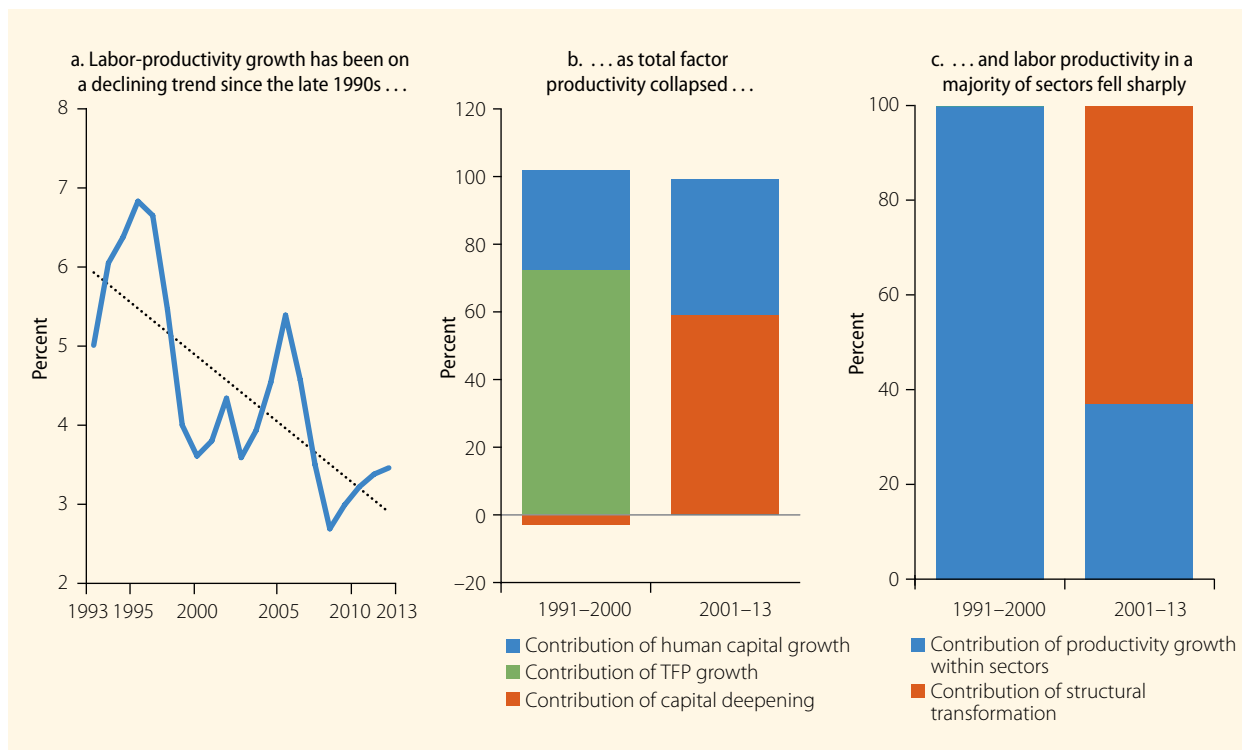 a. Labor-productivity growth has been on
a declining trend since the late 1990s . . .
8
7
6
5
4
3
2
Percent
1993 1995 2000 2005 2010 2013
b. . . . as total factor
productivity collapsed . . .
120
100
80
60
40
20
0
–20
Percent
1991–2000 2001–13
Contribution of human capital growth
Contribution of TFP growth
Contribution of capital deepening
c. . . . and labor productivity in a
majority of sectors fell sharply
100
80
60
40
20
0
Percent
1991–2000 2001–13
Contribution of productivity growth
within sectors
Contribution of structural
transformation